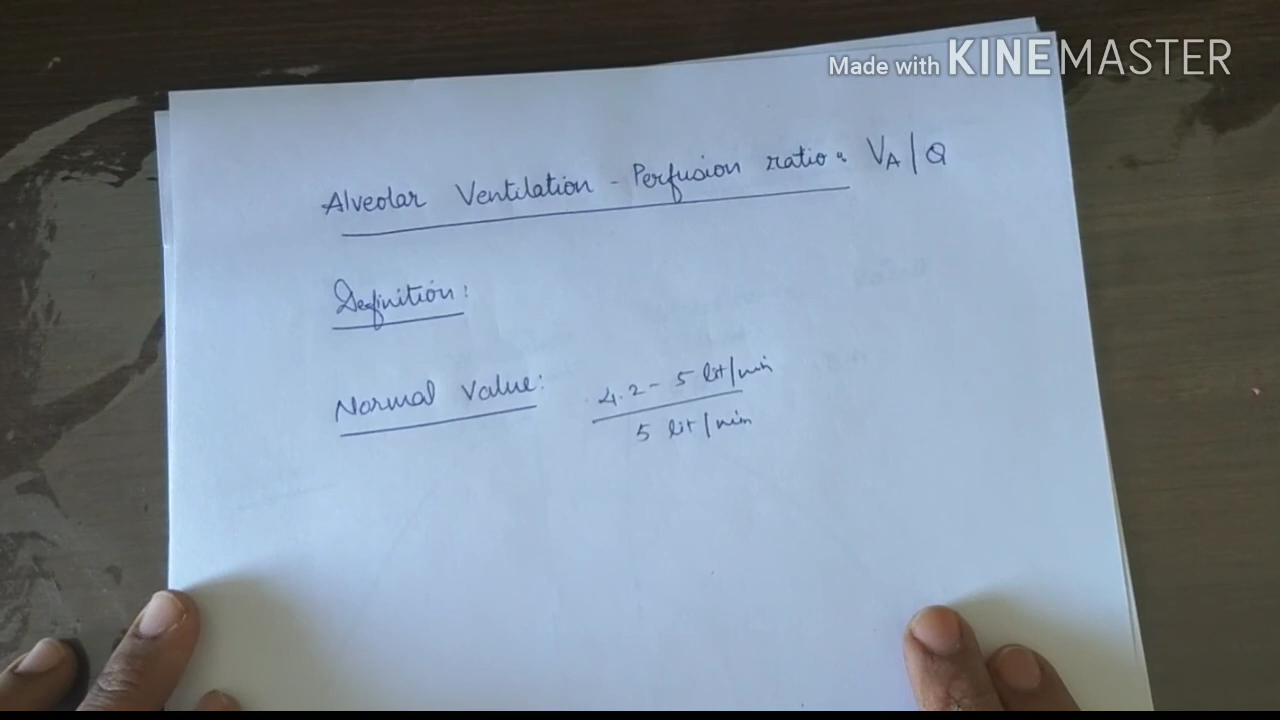 Made with KINEMASTER
Alveolar Ventilation - Perfusion ratio: VA/Q
Definition:
Normal Value:
4.2 - 5 lit/min
5 lit/min